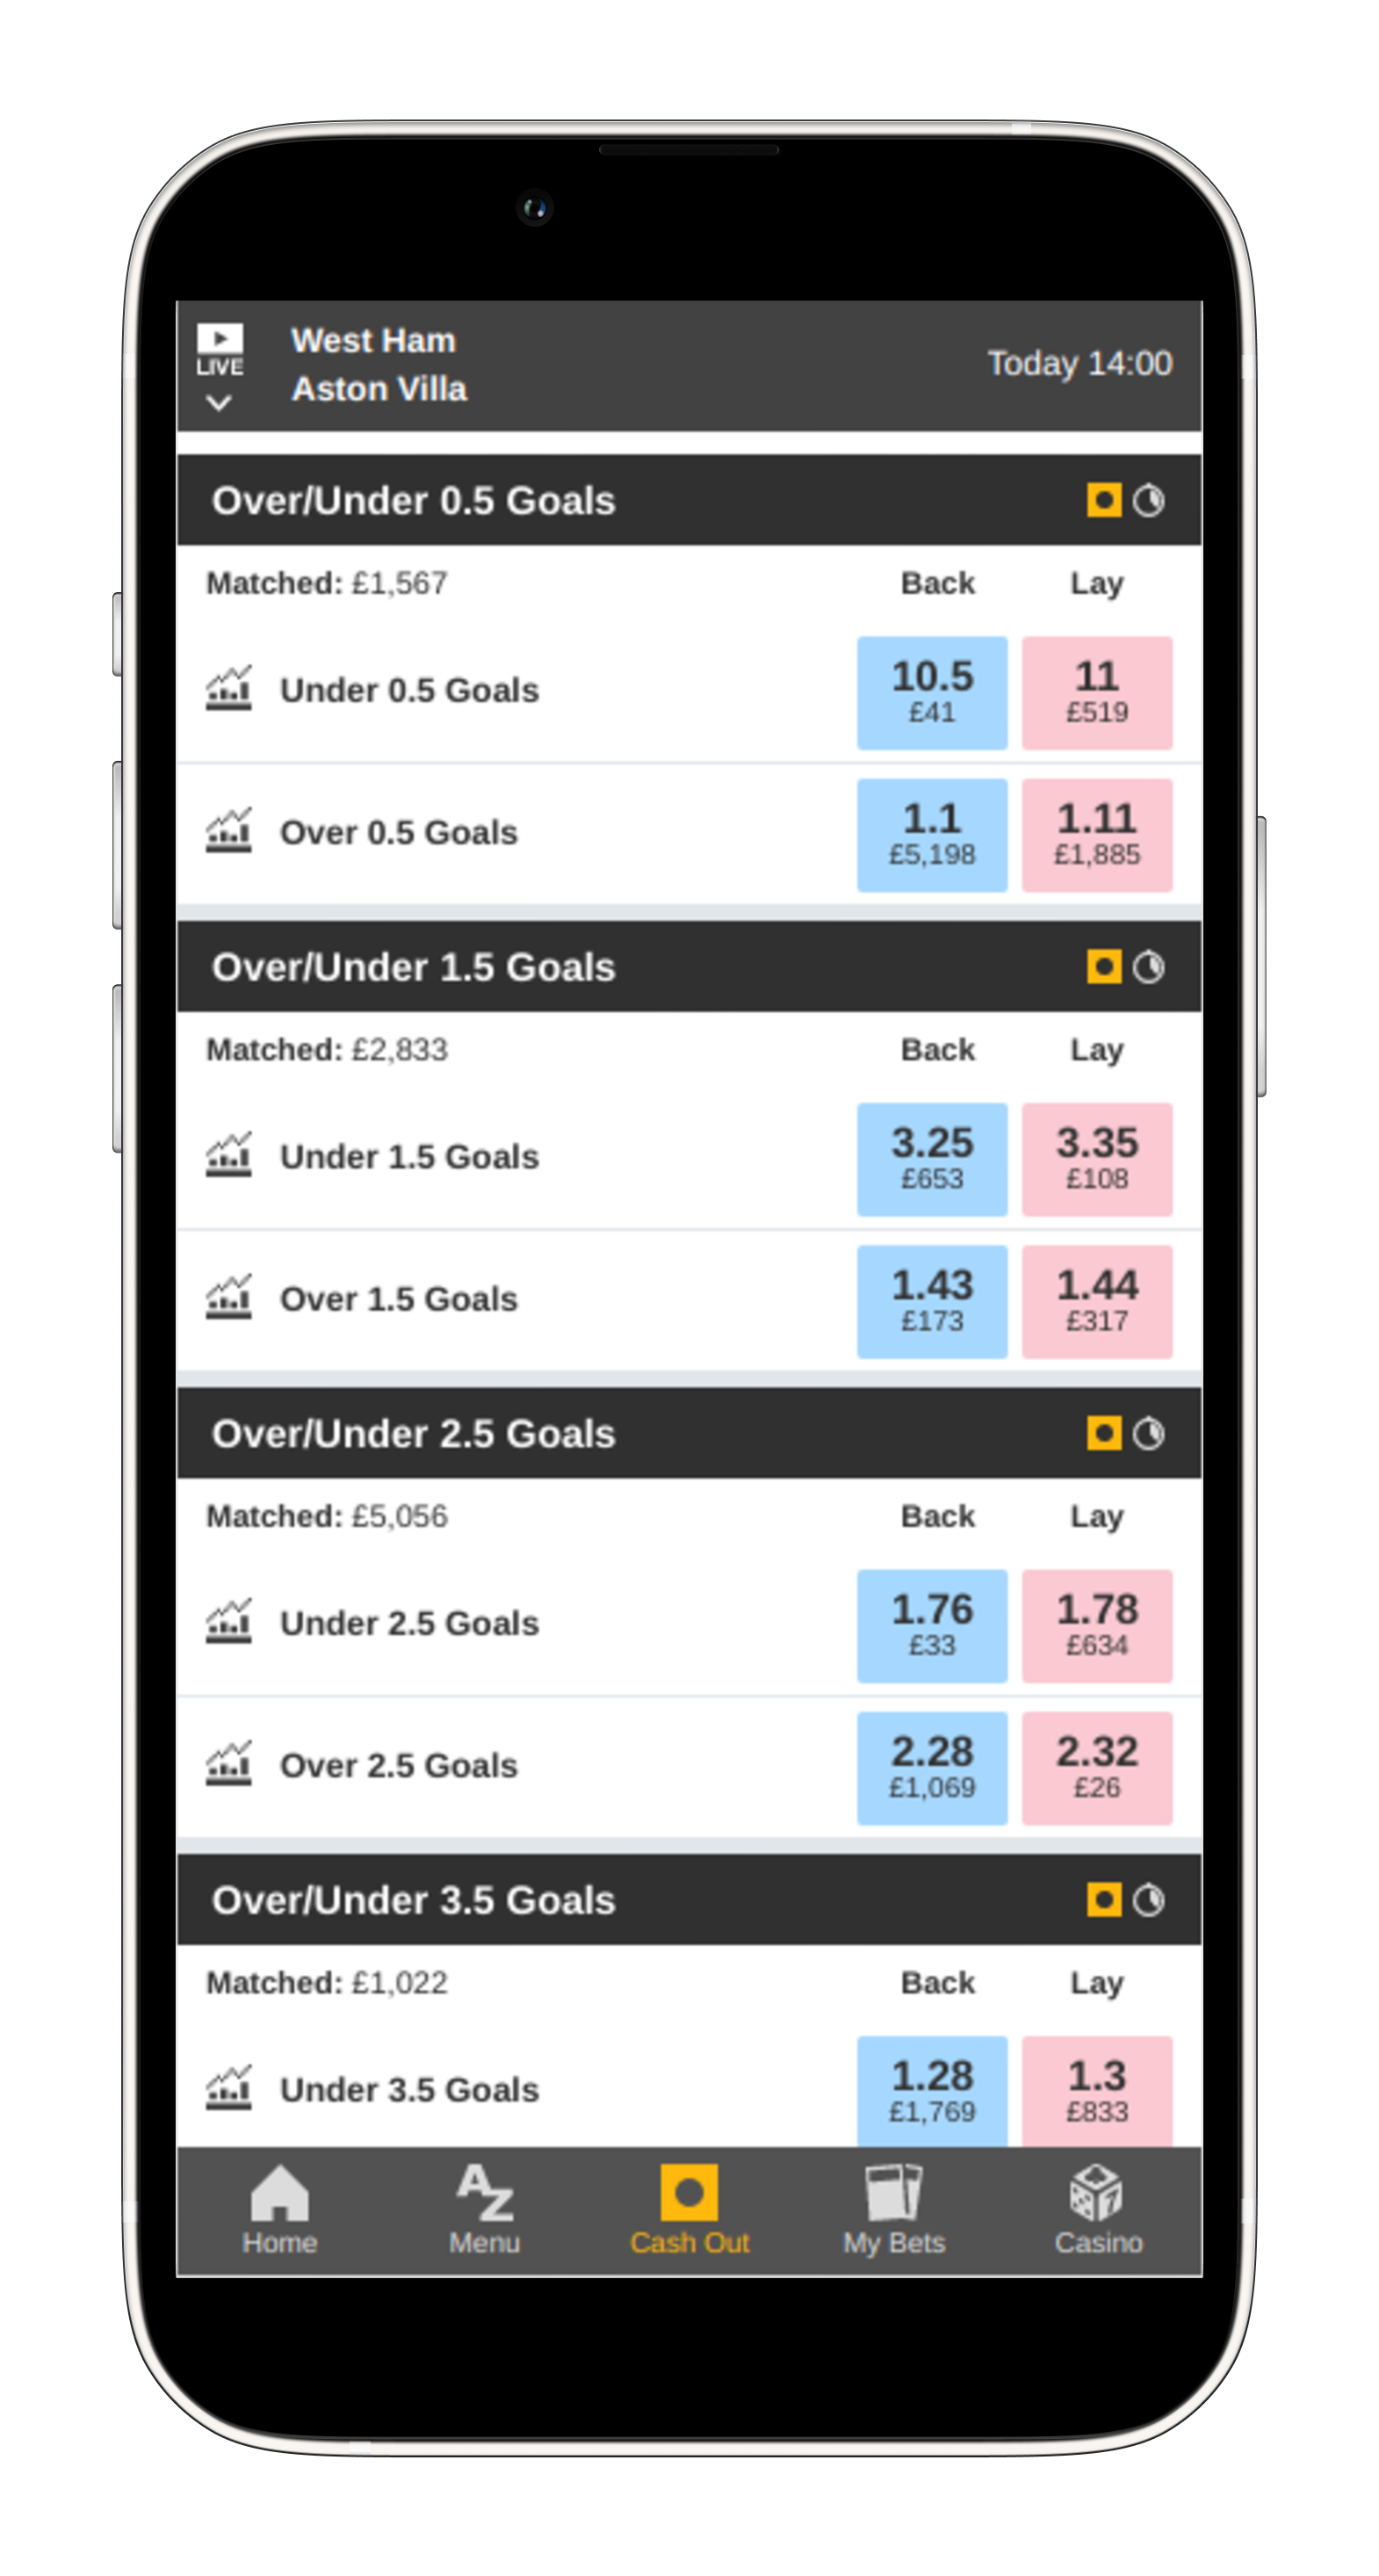 LIVE
West Ham
Aston Villa
Today 14:00
Over/Under 0.5 Goals
Matched: £1,567 Back Lay
Under 0.5 Goals 10.5 11
£41 £519
Over 0.5 Goals 1.1 1.11
£5,198 £1,885
Over/Under 1.5 Goals
Matched: £2,833 Back Lay
Under 1.5 Goals 3.25 3.35
£653 £108
Over 1.5 Goals 1.43 1.44
£173 £317
Over/Under 2.5 Goals
Matched: £5,056 Back Lay
Under 2.5 Goals 1.76 1.78
£33 £634
Over 2.5 Goals 2.28 2.32
£1,069 £26
Over/Under 3.5 Goals
Matched: £1,022 Back Lay
Under 3.5 Goals 1.28 1.3
£1,769 £833
AZ 7
Home Menu Cash Out My Bets Casino